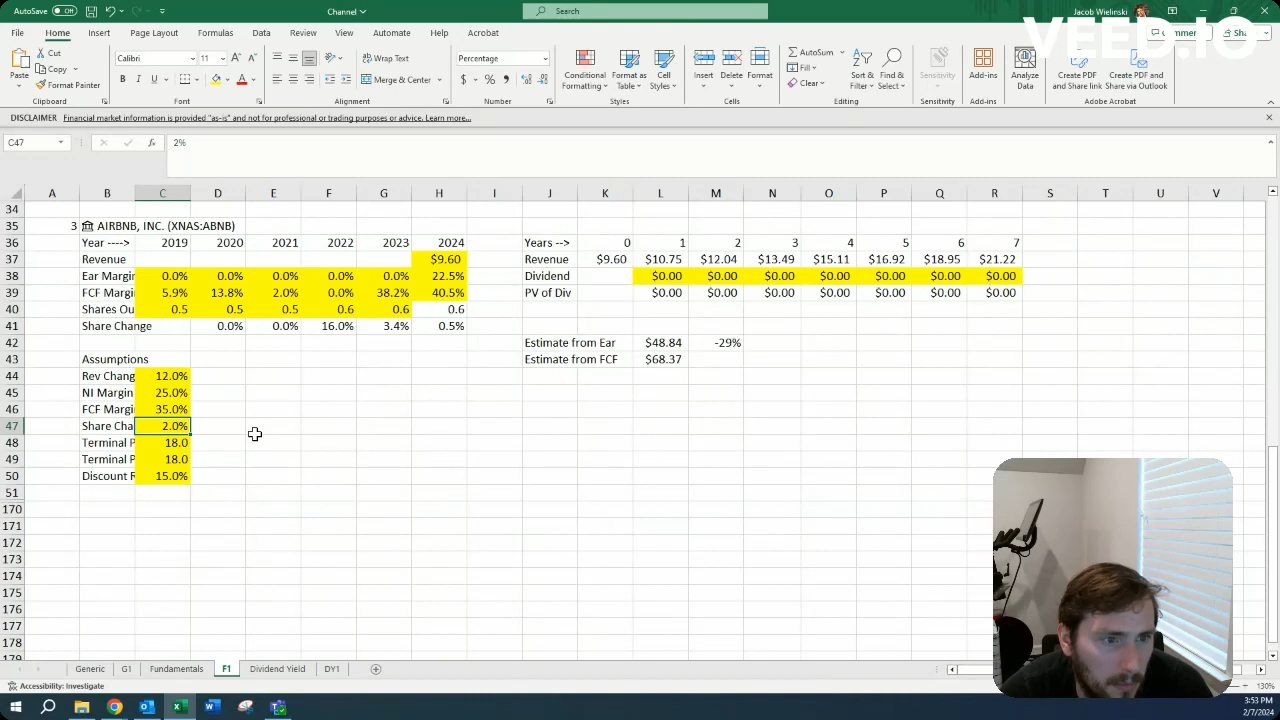 AutoSave Off
Channel
Search
Jacob Wielinski
VEED.IO
File Home Insert Page Layout Formulas Data Review View Automate Help Acrobat
Share
Paste
Cut
Copy
Format Painter
Clipboard
Calibri 11
B I U
Font
Wrap Text
Merge & Center
Alignment
Percentage
$ %
Number
Conditional Formatting
Format as Table
Cell Styles
Styles
Insert Delete Format
Cells
AutoSum
Fill
Clear
Sort & Filter
Find & Select
Editing
Sensitivity
Sensitivity
Add-ins
Add-ins
Analyze Data
Create PDF and Share link
Create PDF and Share via Outlook
Adobe Acrobat
DISCLAIMER Financial market information is provided "as-is" and not for professional or trading purposes or advice. Learn more...
C47 fx 2%
A B C D E F G H I J K L M N O P Q R S T U V
34
35 3 AIRBNB, INC. (XNAS:ABNB)
36 Year ----> 2019 2020 2021 2022 2023 2024 Years --> 0 1 2 3 4 5 6 7
37 Revenue $9.60 Revenue $9.60 $10.75 $12.04 $13.49 $15.11 $16.92 $18.95 $21.22
38 Ear Margin 0.0% 0.0% 0.0% 0.0% 0.0% 22.5% Dividend $0.00 $0.00 $0.00 $0.00 $0.00 $0.00 $0.00
39 FCF Margi 5.9% 13.8% 2.0% 0.0% 38.2% 40.5% PV of Div $0.00 $0.00 $0.00 $0.00 $0.00 $0.00 $0.00
40 Shares Ou 0.5 0.5 0.5 0.6 0.6 0.6
41 Share Change 0.0% 0.0% 16.0% 3.4% 0.5%
42 Estimate from Ear $48.84 -29%
43 Assumptions Estimate from FCF $68.37
44 Rev Chang 12.0%
45 NI Margin 25.0%
46 FCF Margi 35.0%
47 Share Cha 2.0%
48 Terminal P 18.0
49 Terminal P 18.0
50 Discount R 15.0%
51
170
171
172
173
174
175
176
177
178
179
Generic G1 Fundamentals F1 Dividend Yield DY1
Accessibility: Investigate
130%
3:53 PM
2/7/2024